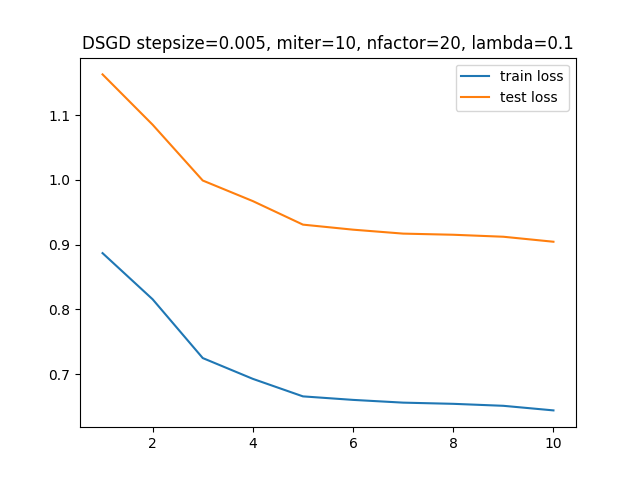 DSGD stepsize=0.005, miter=10, nfactor=20, lambda=0.1
train loss
test loss
1.1
1.0
0.9
0.8
0.7
2 4 6 8 10